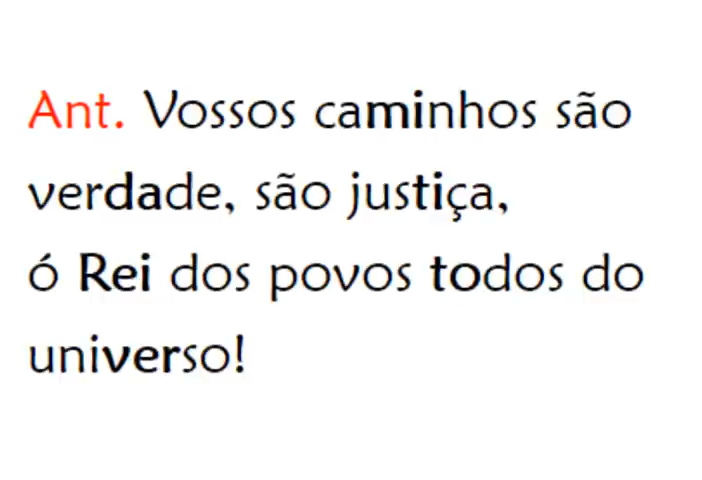 Ant. Vossos caminhos são
verdade, são justiça,
ó Rei dos povos todos do
universo!